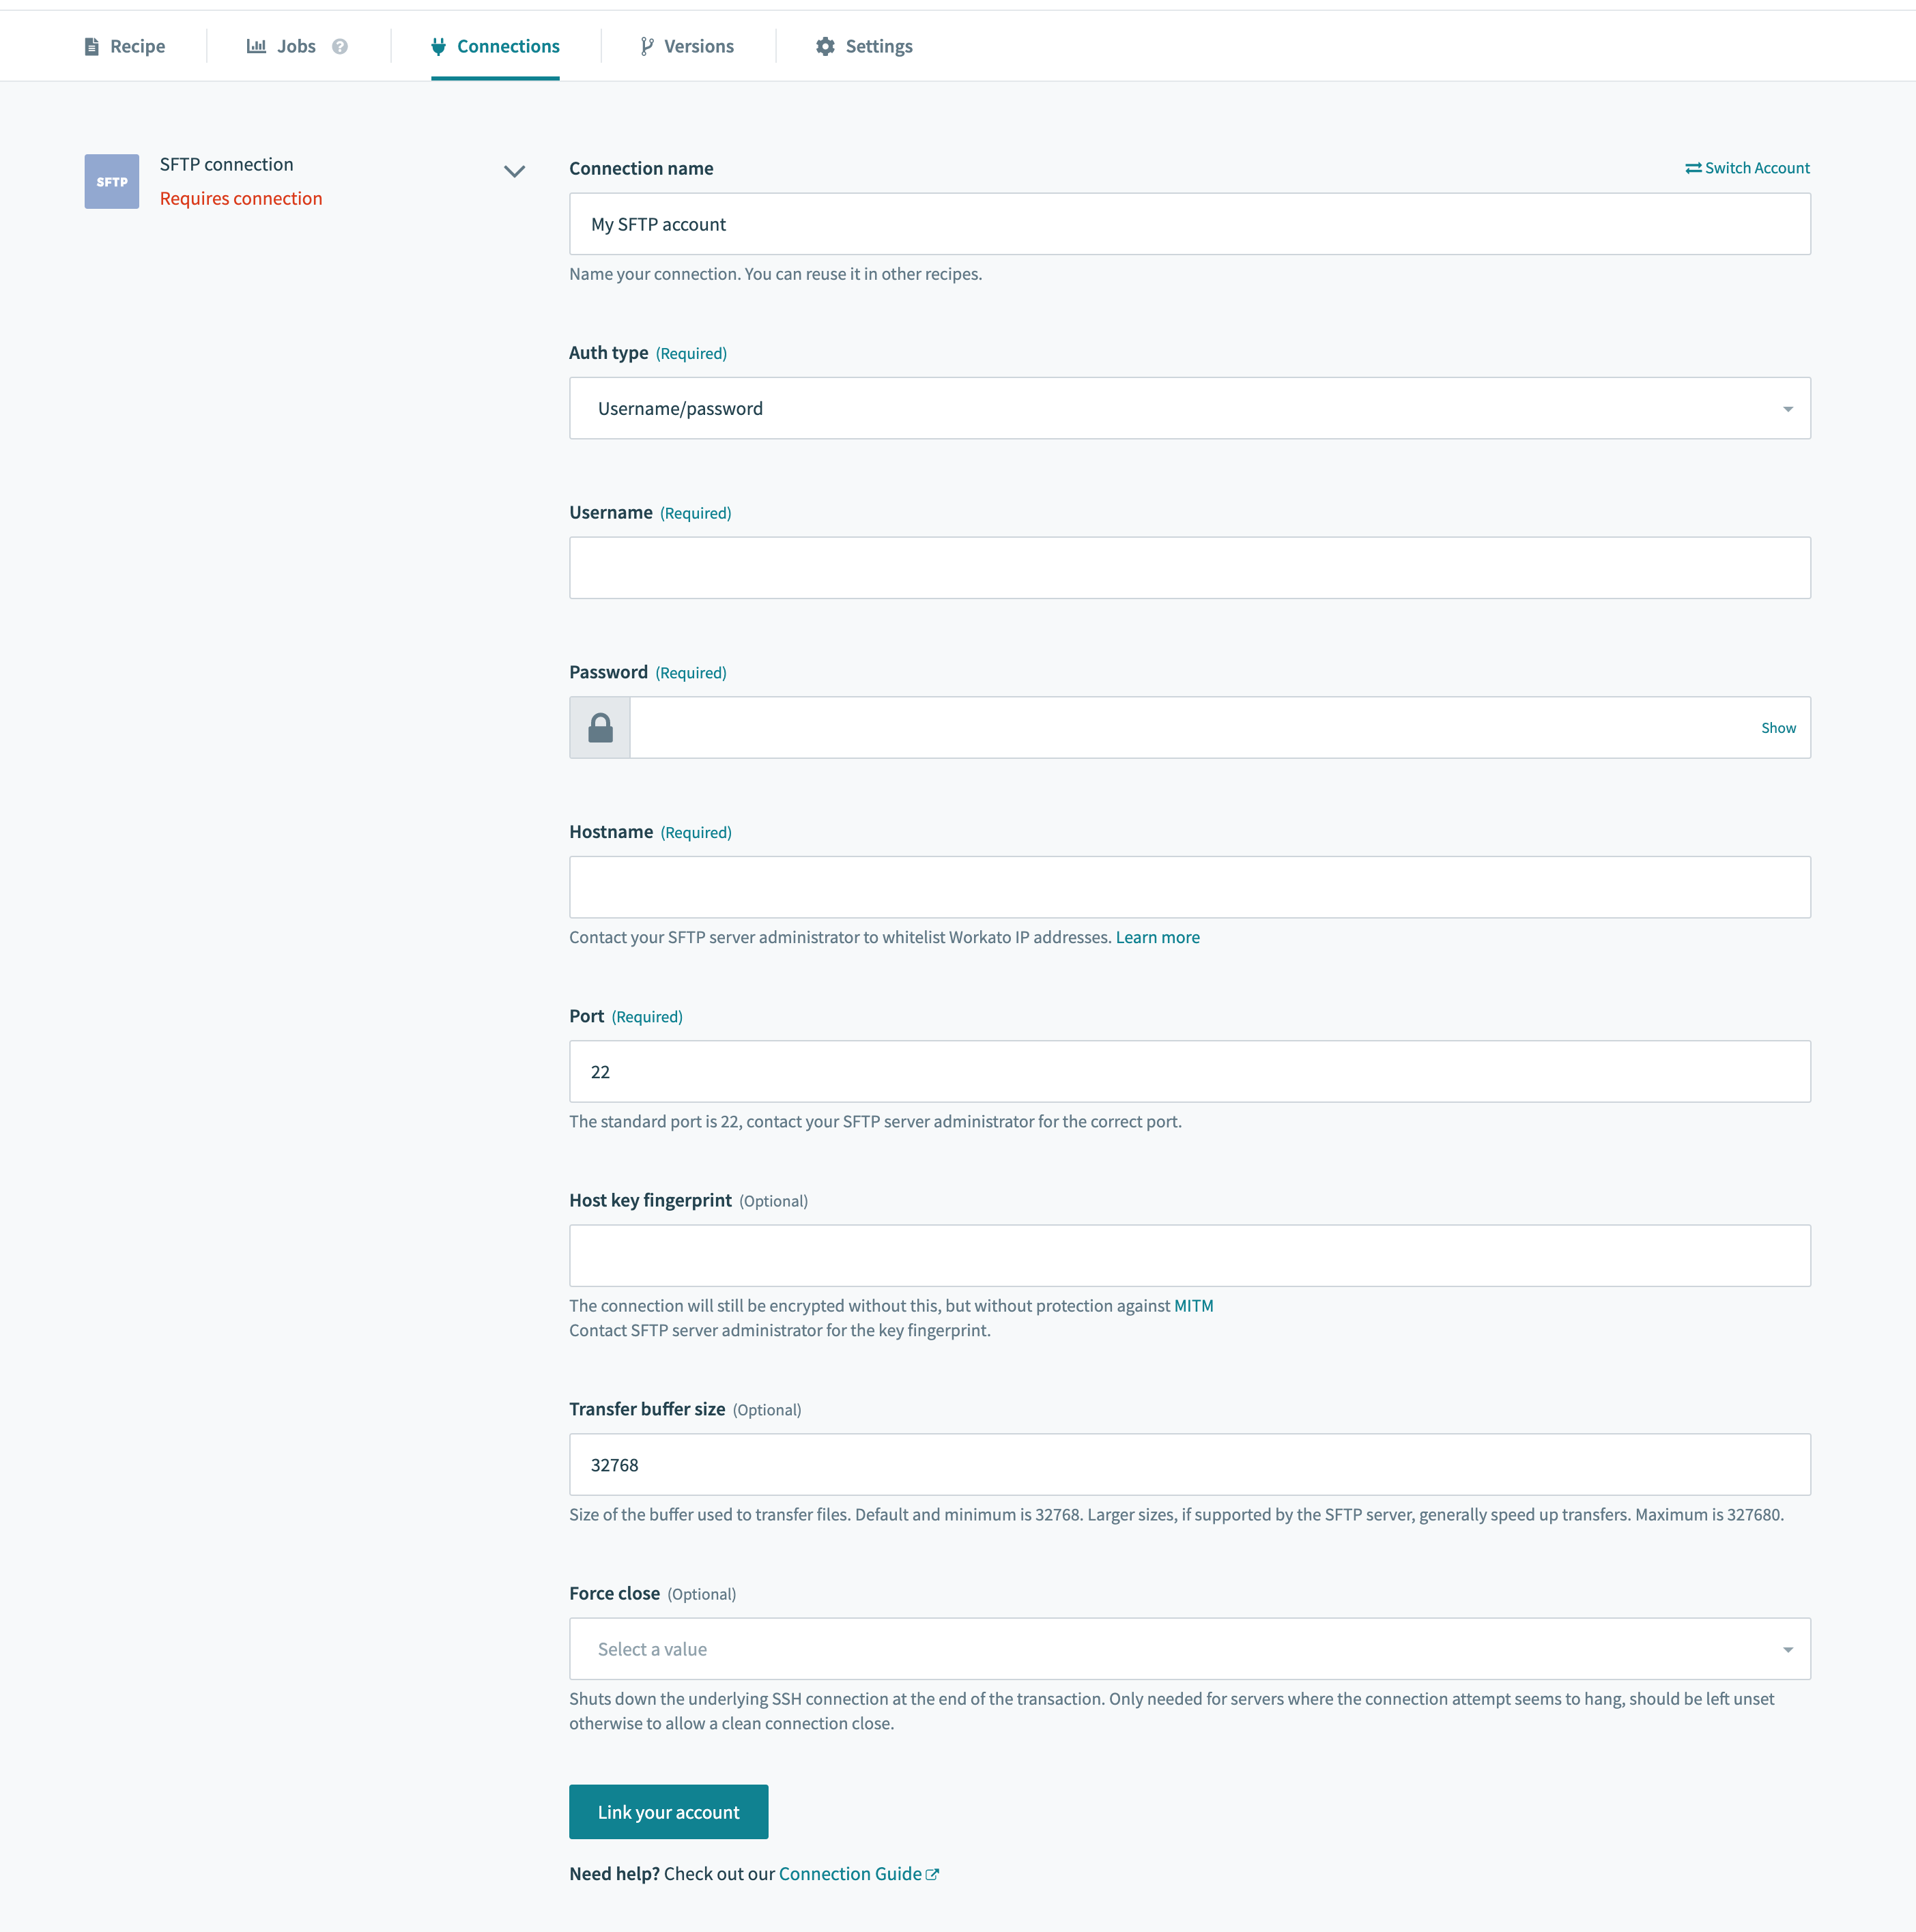 Recipe
Jobs ?
Connections
Versions
Settings
SFTP
SFTP connection
Requires connection
Connection name
Switch Account
My SFTP account
Name your connection. You can reuse it in other recipes.
Auth type (Required)
Username/password
Username (Required)
Password (Required)
Show
Hostname (Required)
Contact your SFTP server administrator to whitelist Workato IP addresses. Learn more
Port (Required)
22
The standard port is 22, contact your SFTP server administrator for the correct port.
Host key fingerprint (Optional)
The connection will still be encrypted without this, but without protection against MITM
Contact SFTP server administrator for the key fingerprint.
Transfer buffer size (Optional)
32768
Size of the buffer used to transfer files. Default and minimum is 32768. Larger sizes, if supported by the SFTP server, generally speed up transfers. Maximum is 327680.
Force close (Optional)
Select a value
Shuts down the underlying SSH connection at the end of the transaction. Only needed for servers where the connection attempt seems to hang, should be left unset
otherwise to allow a clean connection close.
Link your account
Need help? Check out our Connection Guide